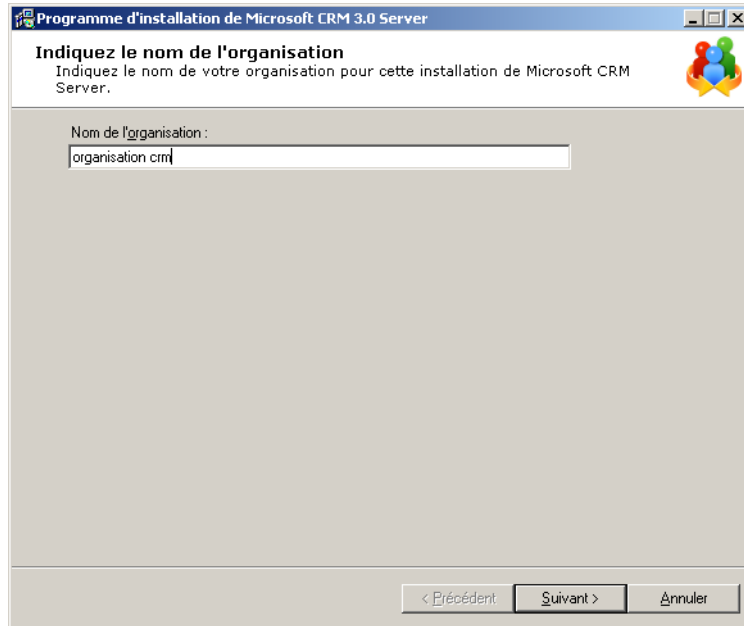 Programme d'installation de Microsoft CRM 3.0 Server
Indiquez le nom de l'organisation
Indiquez le nom de votre organisation pour cette installation de Microsoft CRM
Server.
Nom de l'organisation :
organisation crm
< Précédent Suivant > Annuler